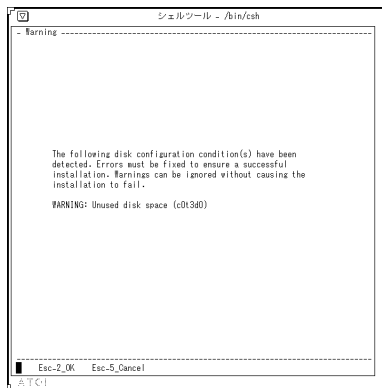 シェルツール - /bin/csh
- Warning
The following disk configuration condition(s) have been
detected. Errors must be fixed to ensure a successful
installation. Warnings can be ignored without causing the
installation to fail.
WARNING: Unused disk space (c0t3d0)
Esc-2_OK Esc-5_Cancel